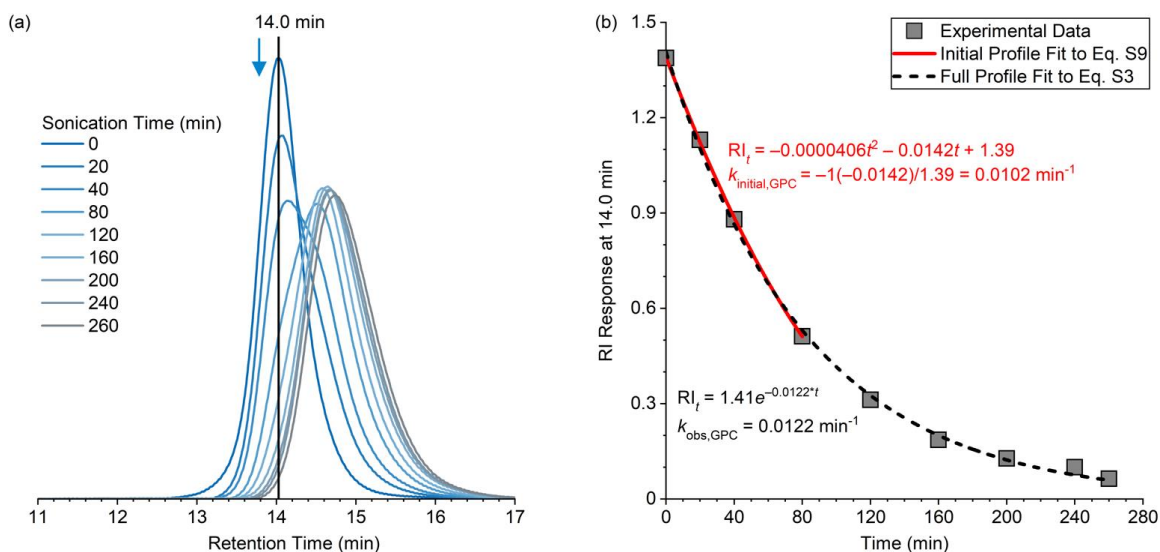 (a)
14.0 min
Sonication Time (min)
0
20
40
80
120
160
200
240
260
11 12 13 14 15 16 17
Retention Time (min)
(b)
1.5
1.2
0.9
0.6
0.3
0
RI Response at 14.0 min
Experimental Data
Initial Profile Fit to Eq. S9
Full Profile Fit to Eq. S3
RIₜ = –0.0000406t² – 0.0142t + 1.39
k_initial,GPC = –1(–0.0142)/1.39 = 0.0102 min⁻¹
RIₜ = 1.41e^–0.0122*t
k_obs,GPC = 0.0122 min⁻¹
0 40 80 120 160 200 240 280
Time (min)